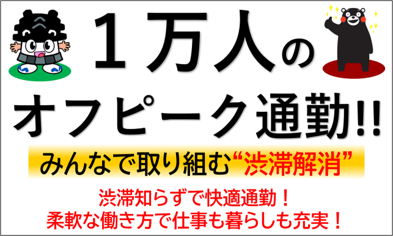 1万人の
オフピーク通勤!!
みんなで取り組む“渋滞解消”
渋滞知らずで快適通勤！
柔軟な働き方で仕事も暮らしも充実！